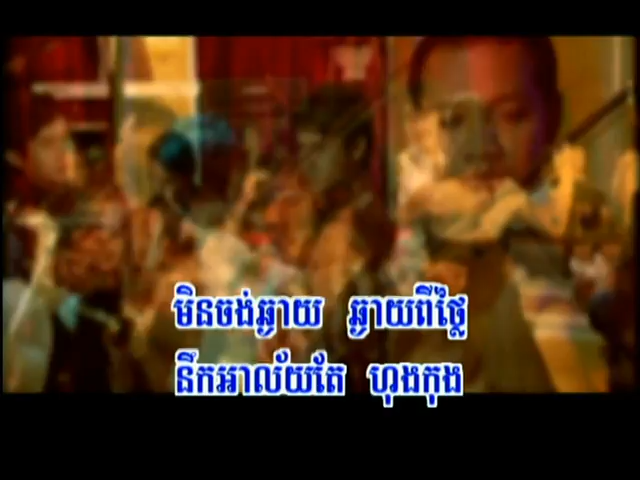 មិនចង់ឆ្ងាយ ឆ្ងាយពីថ្លៃ
នឹកអាល័យតែ ហុងកុង